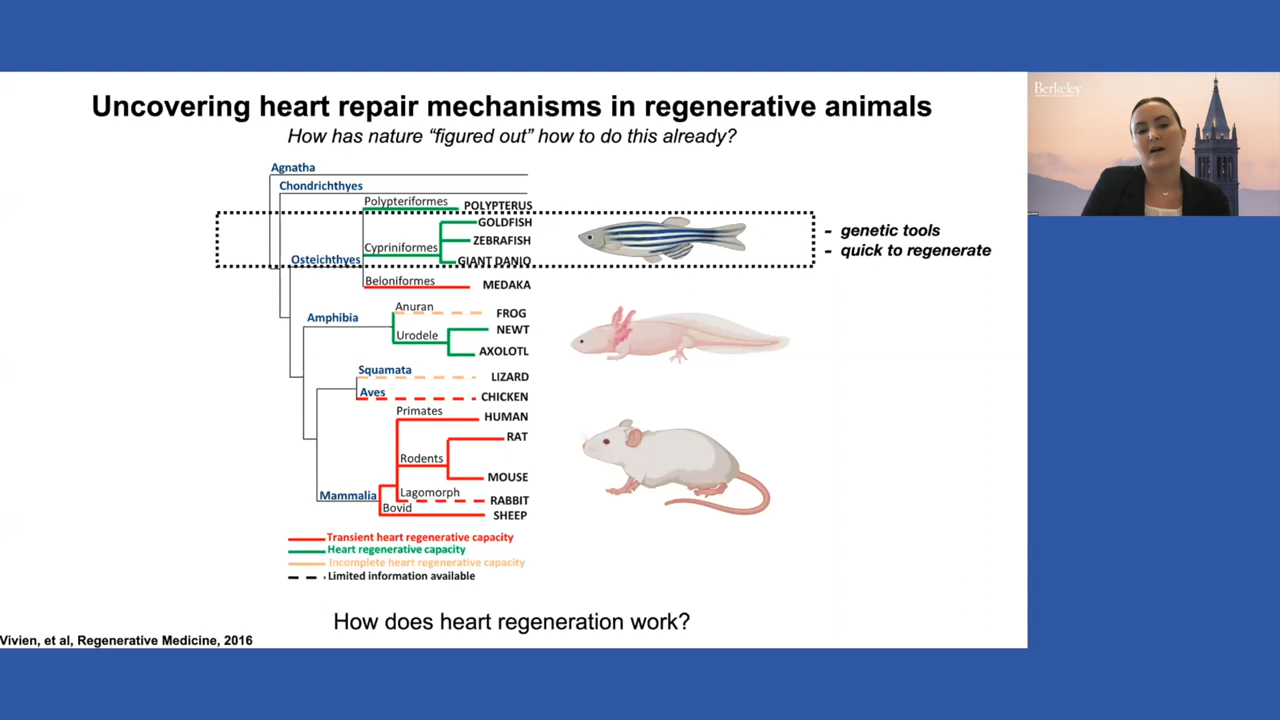 Uncovering heart repair mechanisms in regenerative animals
How has nature “figured out” how to do this already?
Agnatha
Chondrichthyes
Polypteriformes
POLYPTERUS
GOLDFISH
ZEBRAFISH
Cypriniformes
GIANT DANIO
Osteichthyes
Beloniformes
MEDAKA
- genetic tools
- quick to regenerate
Anuran
FROG
Amphibia
Urodele
NEWT
AXOLOTL
Squamata
LIZARD
Aves
CHICKEN
Primates
HUMAN
RAT
Rodents
MOUSE
Mammalia
Lagomorph
RABBIT
Bovid
SHEEP
Transient heart regenerative capacity
Heart regenerative capacity
Incomplete heart regenerative capacity
Limited information available
How does heart regeneration work?
Vivien, et al, Regenerative Medicine, 2016
Berkeley